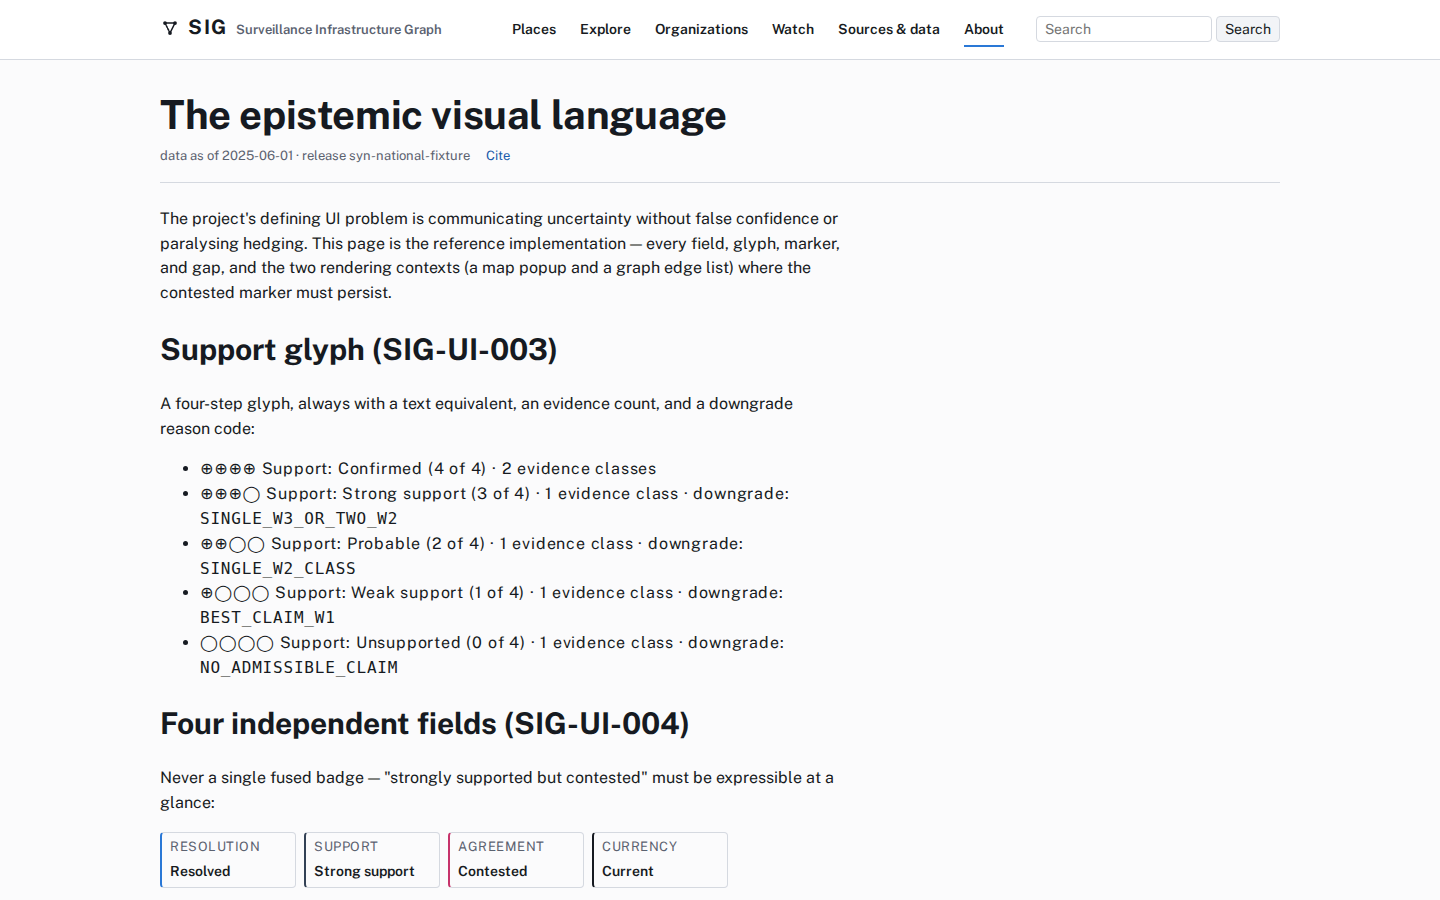 SIG Surveillance Infrastructure Graph Places Explore Organizations Watch Sources & data About Search Search
The epistemic visual language
data as of 2025-06-01 · release syn-national-fixture Cite
The project's defining UI problem is communicating uncertainty without false confidence or
paralysing hedging. This page is the reference implementation — every field, glyph, marker,
and gap, and the two rendering contexts (a map popup and a graph edge list) where the
contested marker must persist.
Support glyph (SIG-UI-003)
A four-step glyph, always with a text equivalent, an evidence count, and a downgrade
reason code:
• ⊕⊕⊕⊕ Support: Confirmed (4 of 4) · 2 evidence classes
• ⊕⊕⊕◯ Support: Strong support (3 of 4) · 1 evidence class · downgrade:
SINGLE_W3_OR_TWO_W2
• ⊕⊕◯◯ Support: Probable (2 of 4) · 1 evidence class · downgrade:
SINGLE_W2_CLASS
• ⊕◯◯◯ Support: Weak support (1 of 4) · 1 evidence class · downgrade:
BEST_CLAIM_W1
• ◯◯◯◯ Support: Unsupported (0 of 4) · 1 evidence class · downgrade:
NO_ADMISSIBLE_CLAIM
Four independent fields (SIG-UI-004)
Never a single fused badge — "strongly supported but contested" must be expressible at a
glance:
RESOLUTION SUPPORT AGREEMENT CURRENCY
Resolved Strong support Contested Current